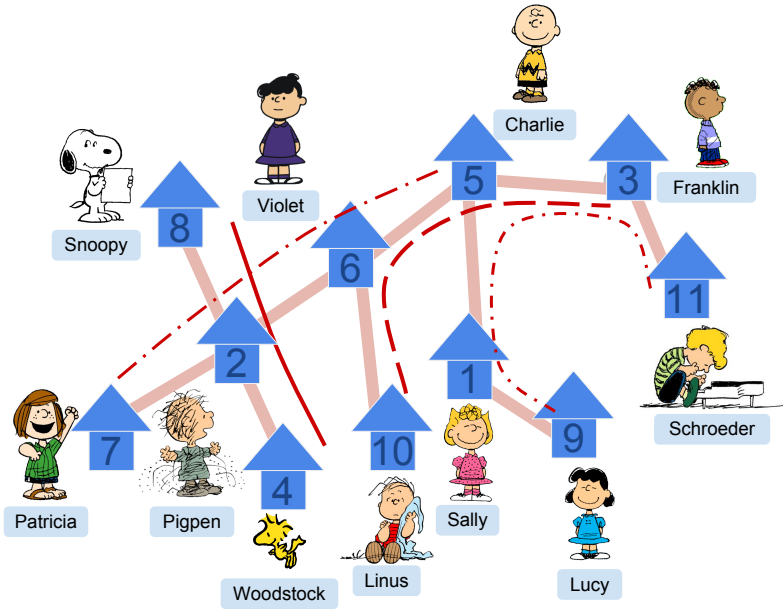 Charlie
5
3
Franklin
Violet
8
Snoopy
6
11
2
1
Schroeder
7
10
9
4
Patricia
Pigpen
Sally
Linus
Lucy
Woodstock